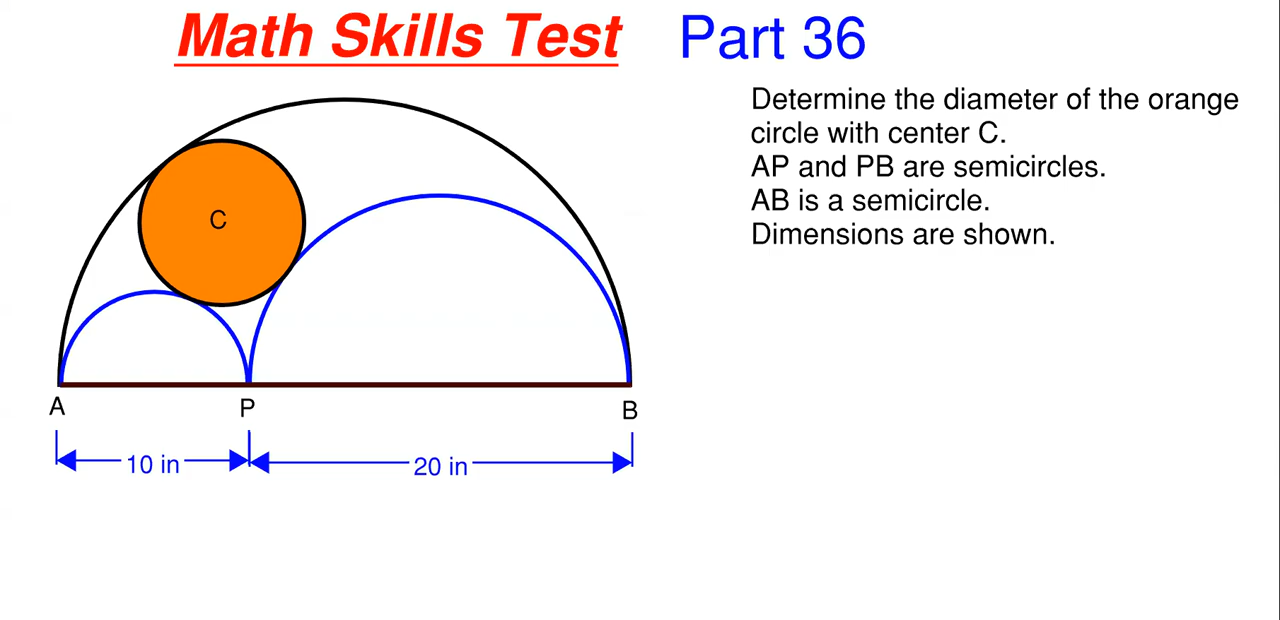 Math Skills Test Part 36
Determine the diameter of the orange
circle with center C.
AP and PB are semicircles.
AB is a semicircle.
Dimensions are shown.
C
A P B
10 in 20 in